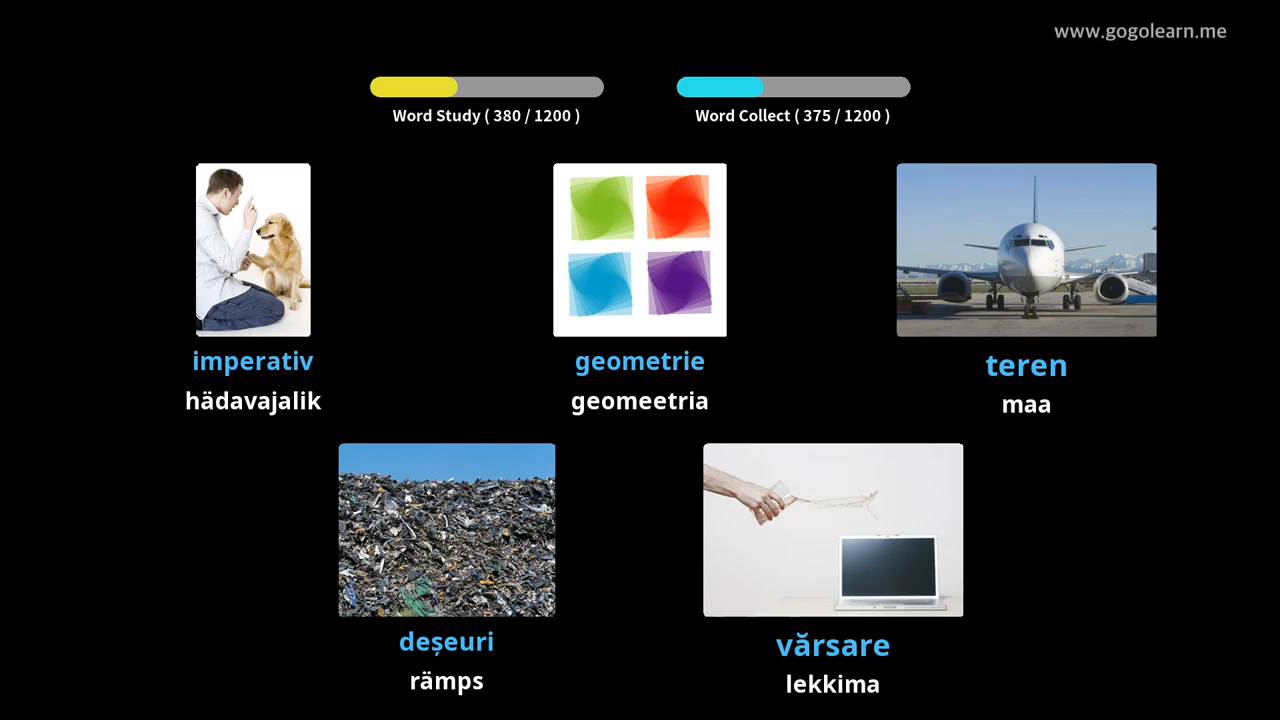 www.gogolearn.me
Word Study ( 380 / 1200 )
Word Collect ( 375 / 1200 )
imperativ
hädavajalik
geometrie
geomeetria
teren
maa
deșeuri
rämps
vărsare
lekkima